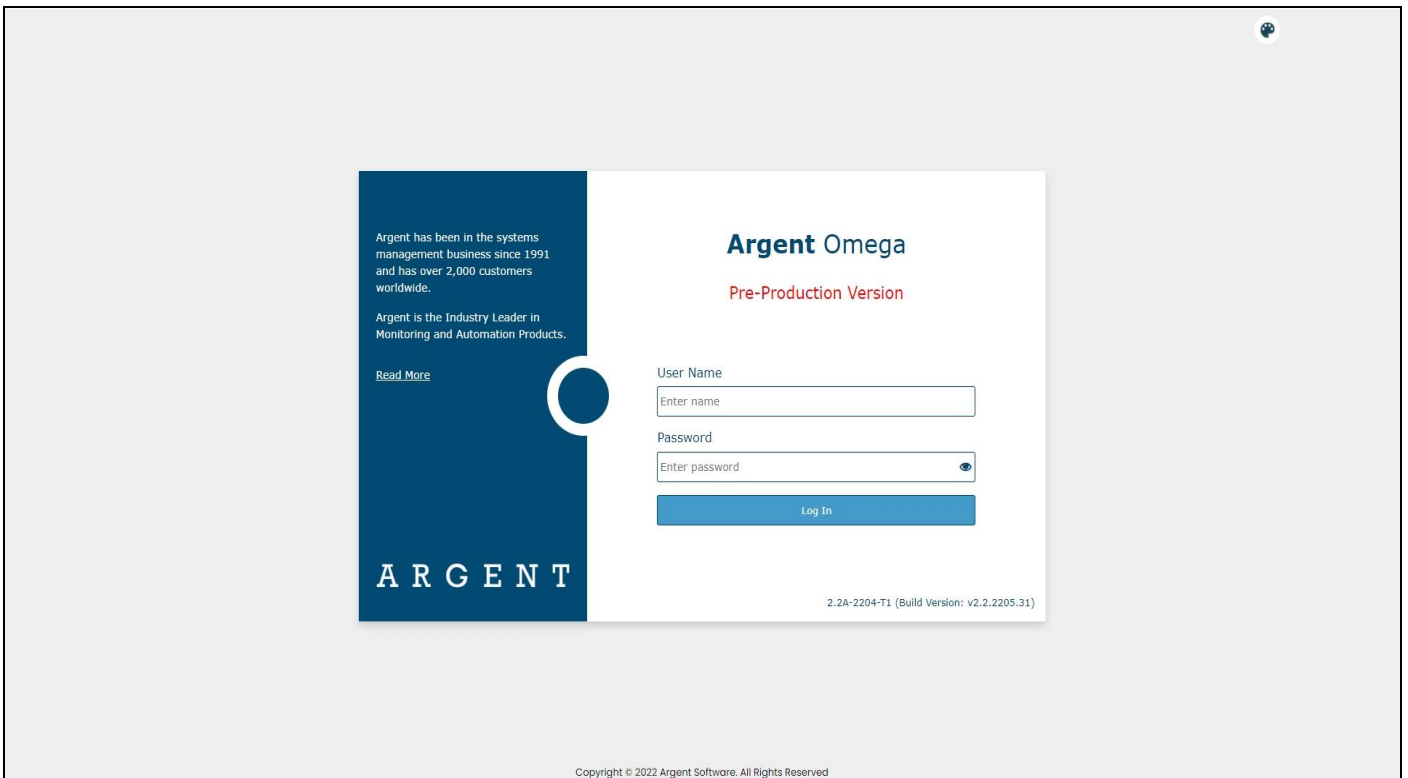 Argent has been in the systems
management business since 1991
and has over 2,000 customers
worldwide.
Argent is the Industry Leader in
Monitoring and Automation Products.
Read More
ARGENT
Argent Omega
Pre-Production Version
User Name
Enter name
Password
Enter password
Log In
2.2A-2204-T1 (Build Version: v2.2.2205.31)
Copyright © 2022 Argent Software. All Rights Reserved